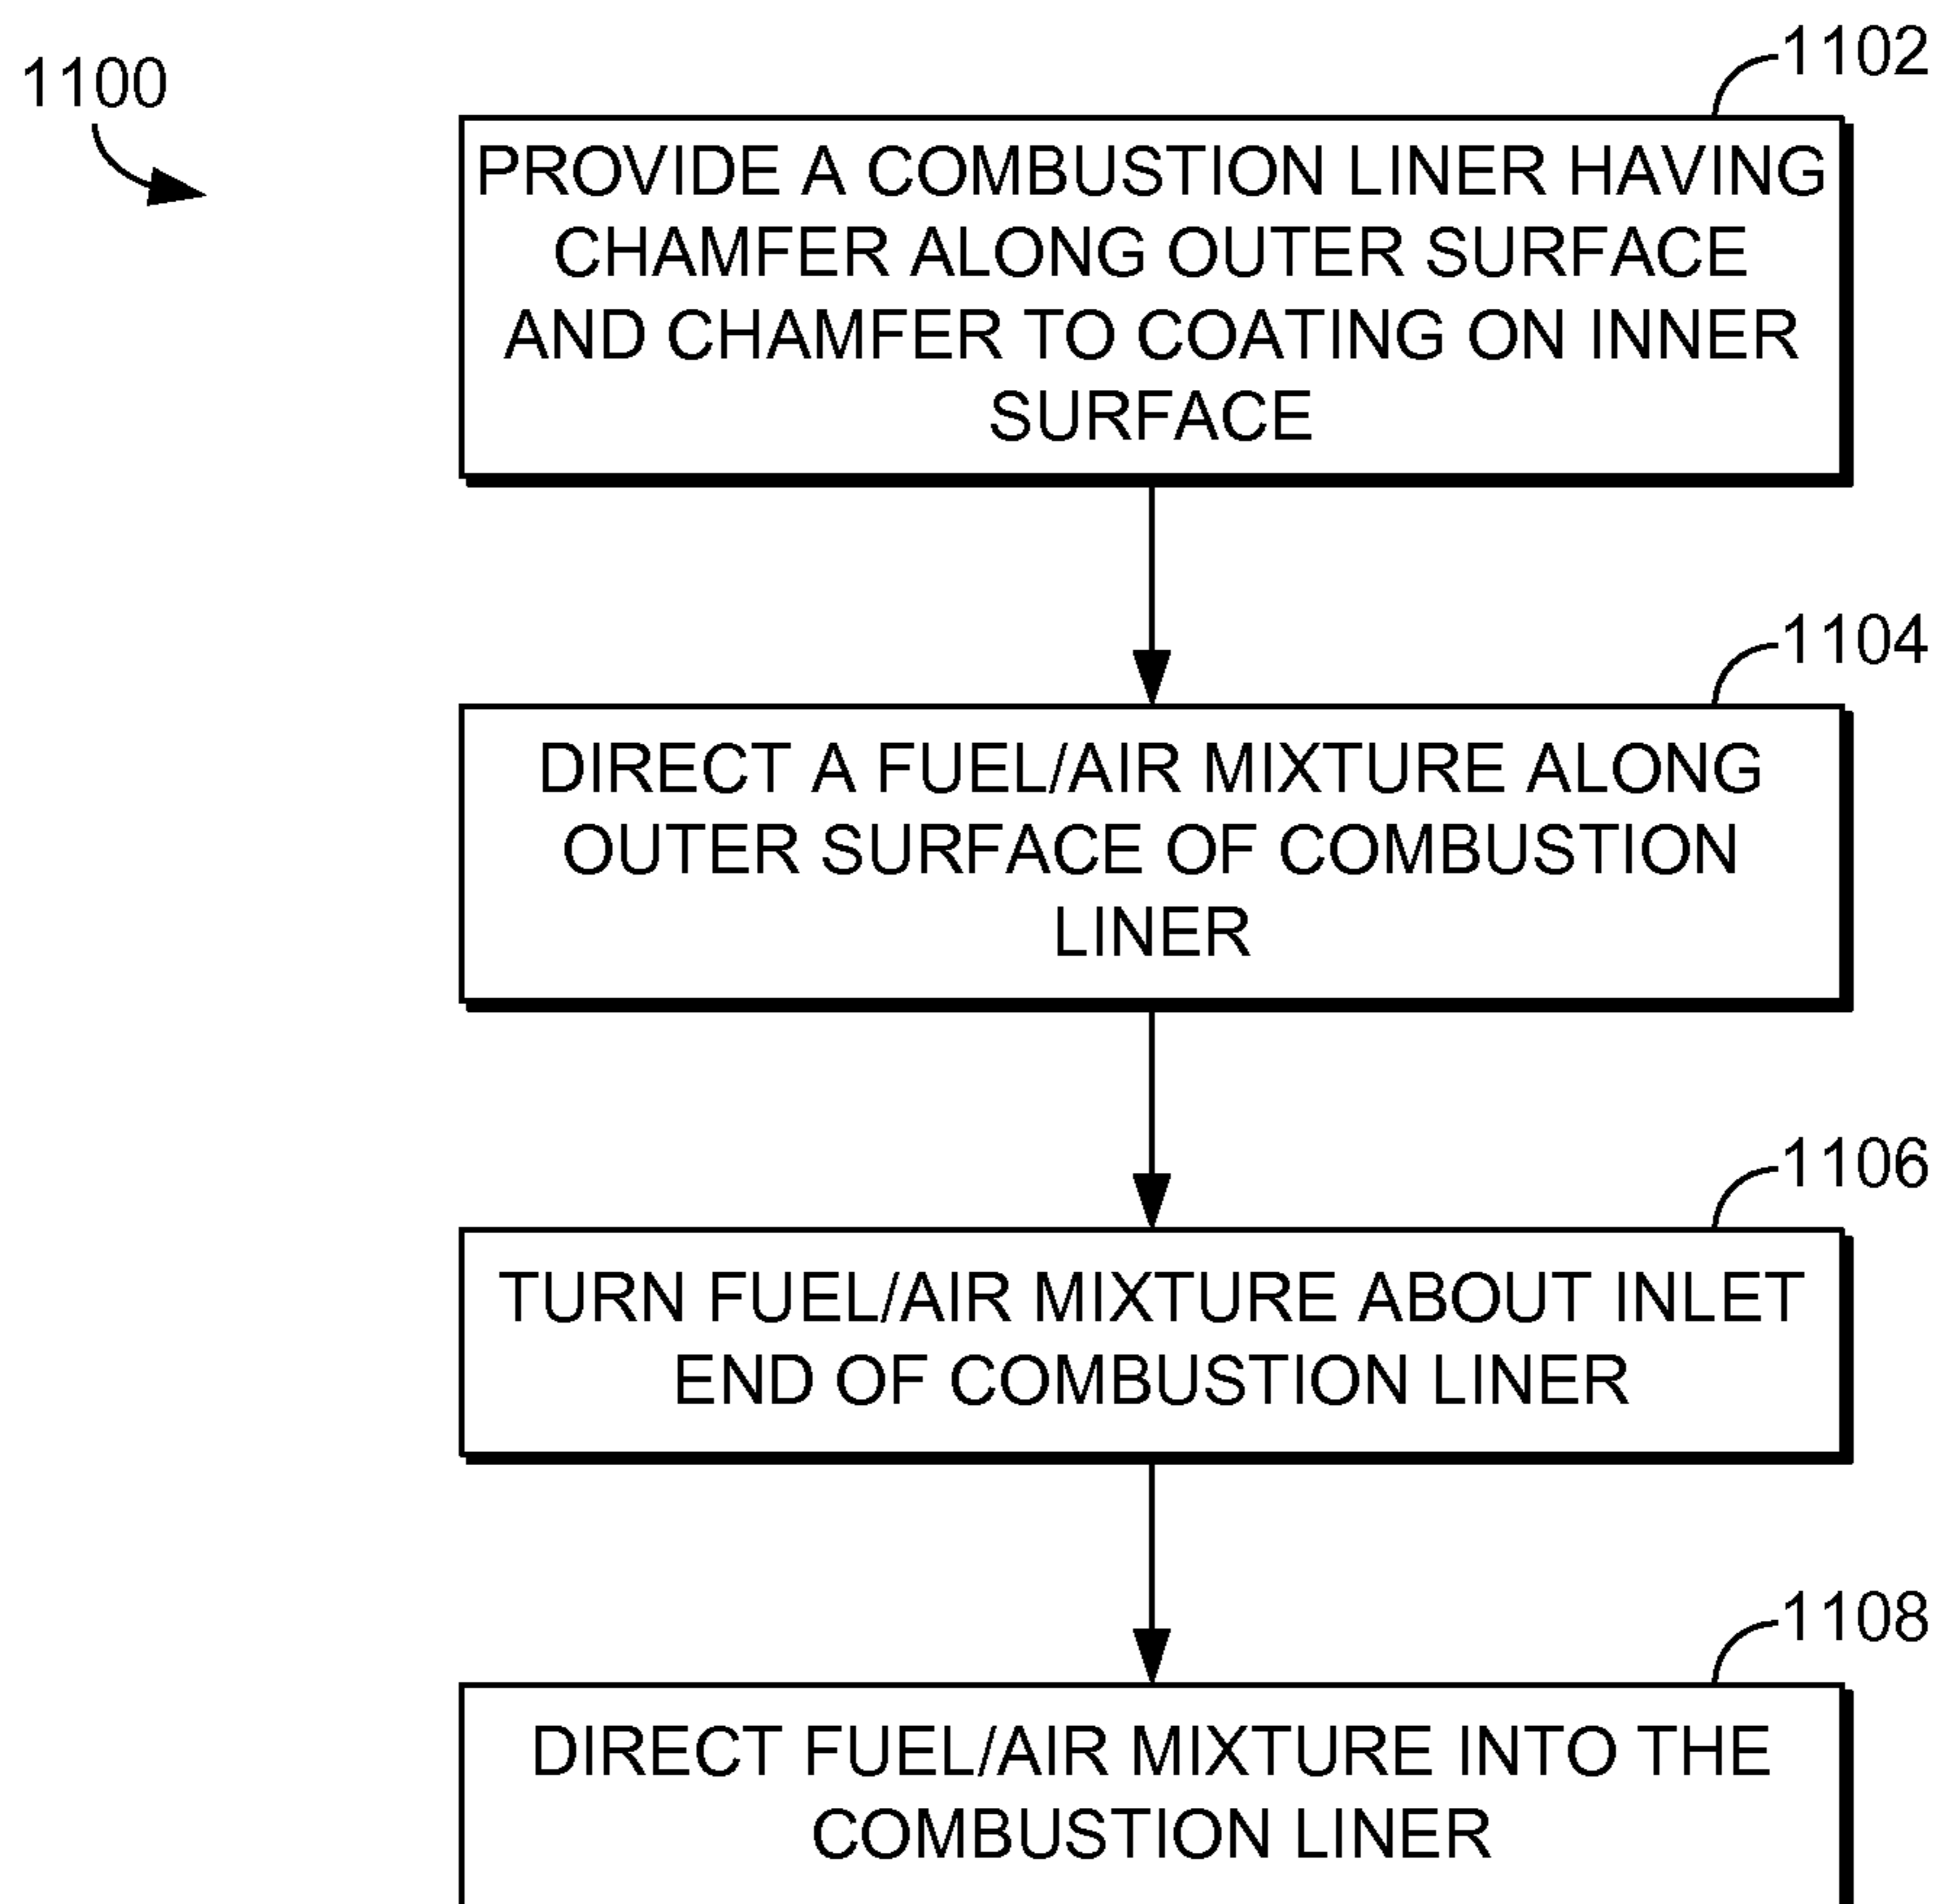 1100
1102
PROVIDE A COMBUSTION LINER HAVING
CHAMFER ALONG OUTER SURFACE
AND CHAMFER TO COATING ON INNER
SURFACE
1104
DIRECT A FUEL/AIR MIXTURE ALONG
OUTER SURFACE OF COMBUSTION
LINER
1106
TURN FUEL/AIR MIXTURE ABOUT INLET
END OF COMBUSTION LINER
1108
DIRECT FUEL/AIR MIXTURE INTO THE
COMBUSTION LINER